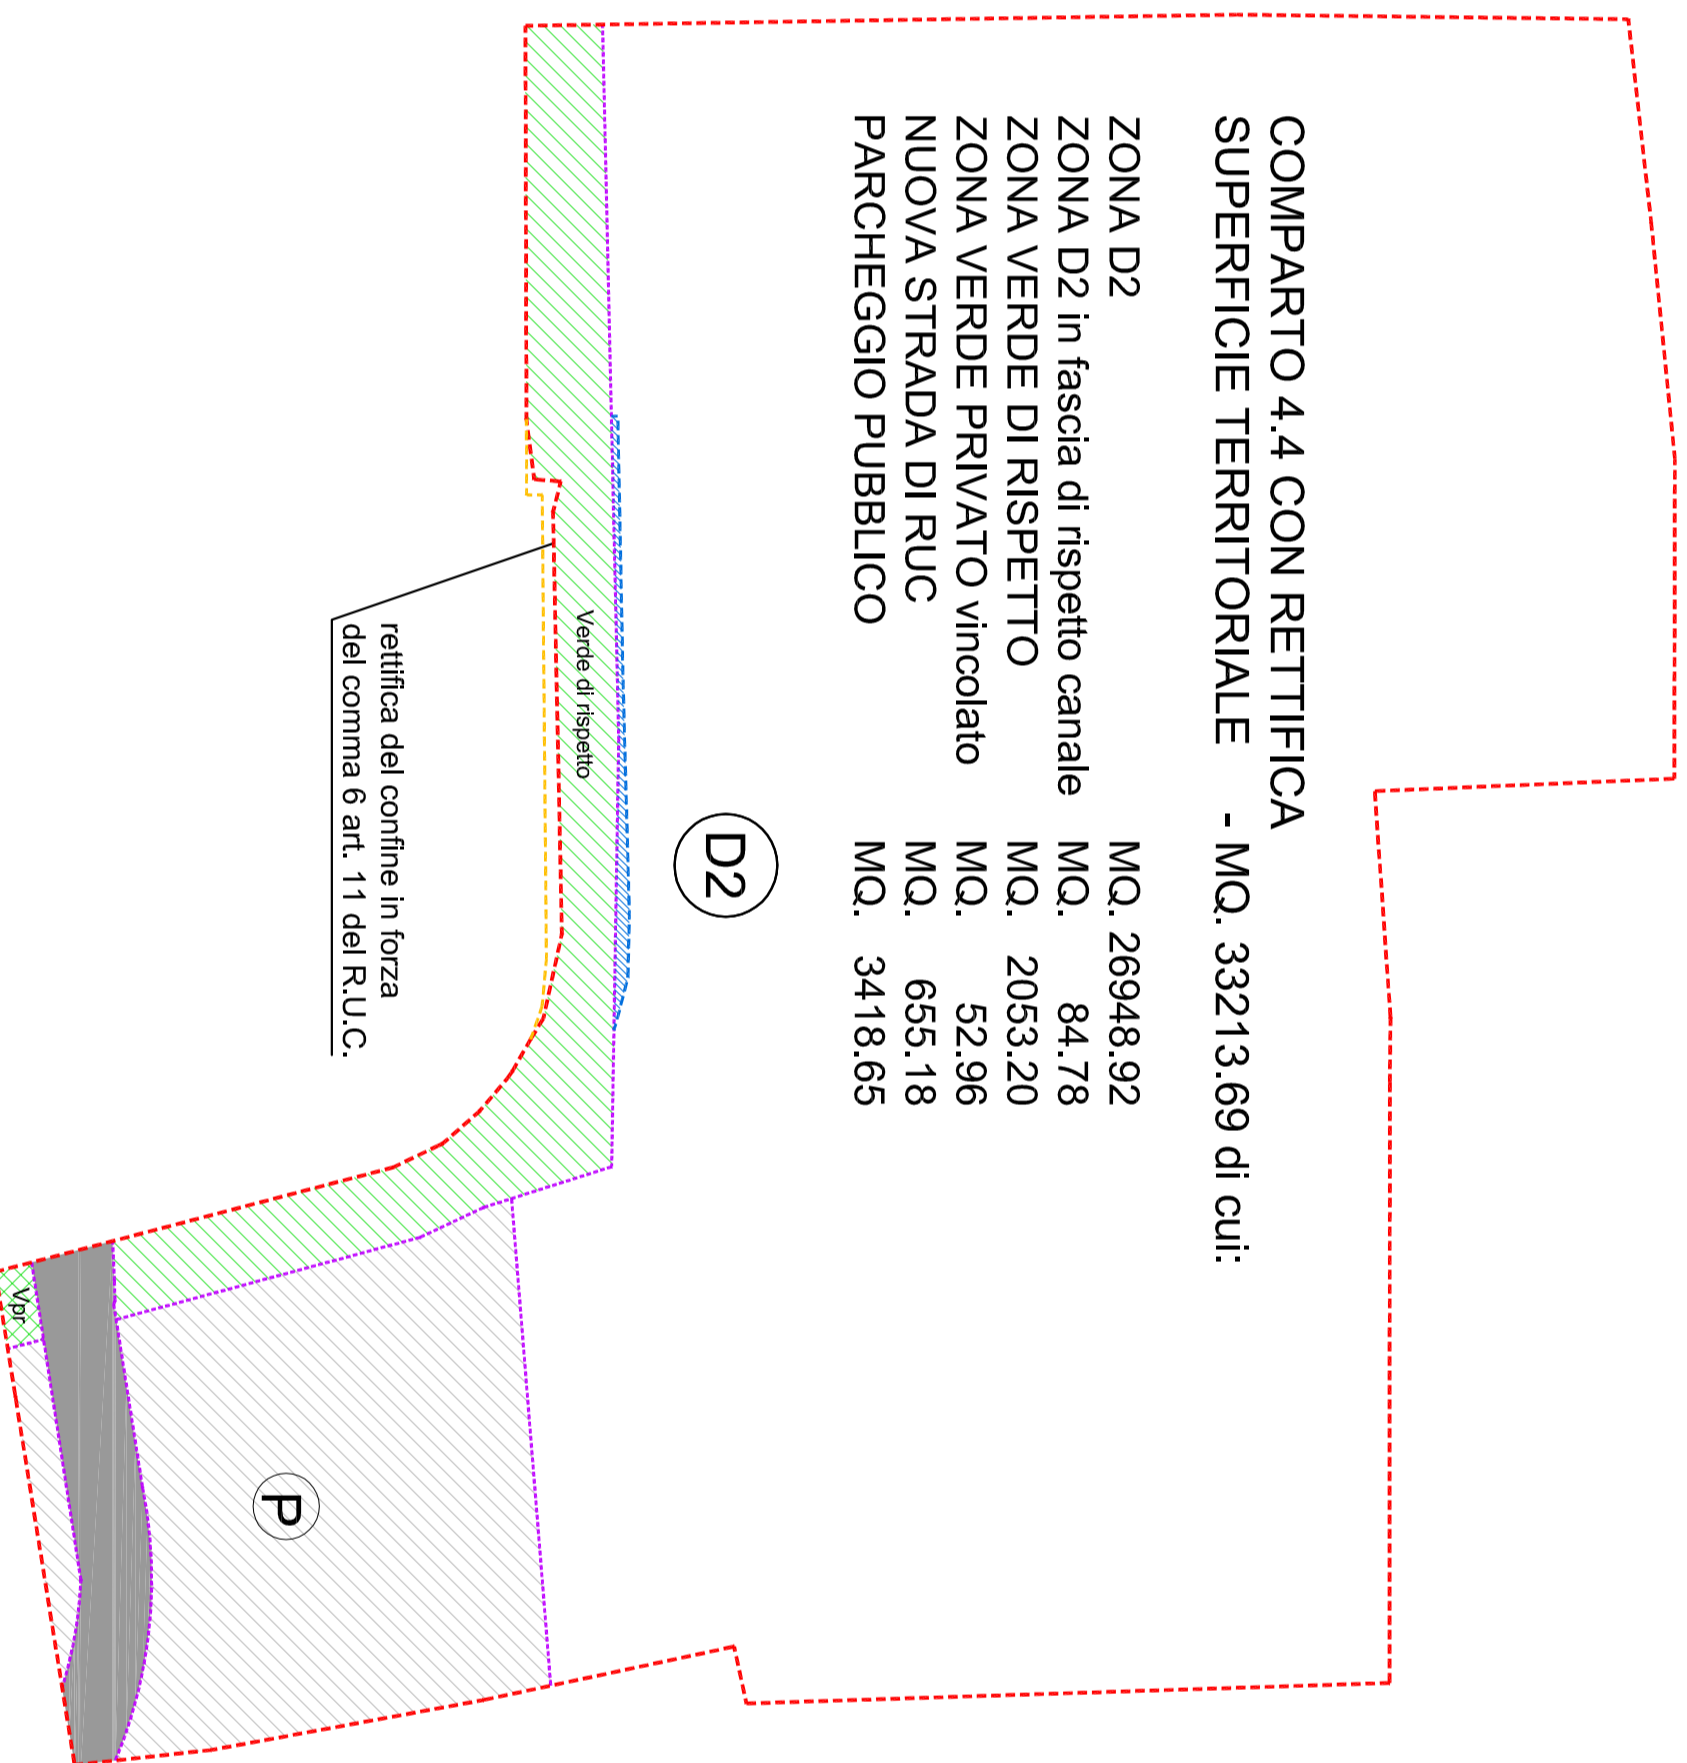 COMPARTO 4.4 CON RETTIFICA
SUPERFICIE TERRITORIALE - MQ. 33213.69 di cui:
ZONA D2 MQ. 26948.92
ZONA D2 in fascia di rispetto canale MQ. 84.78
ZONA VERDE DI RISPETTO MQ. 2053.20
ZONA VERDE PRIVATO vincolato MQ. 52.96
NUOVA STRADA DI RUC MQ. 655.18
PARCHEGGIO PUBBLICO MQ. 3418.65
D2
Verde di rispetto
rettifica del confine in forza
del comma 6 art. 11 del R.U.C.
P
Vpr